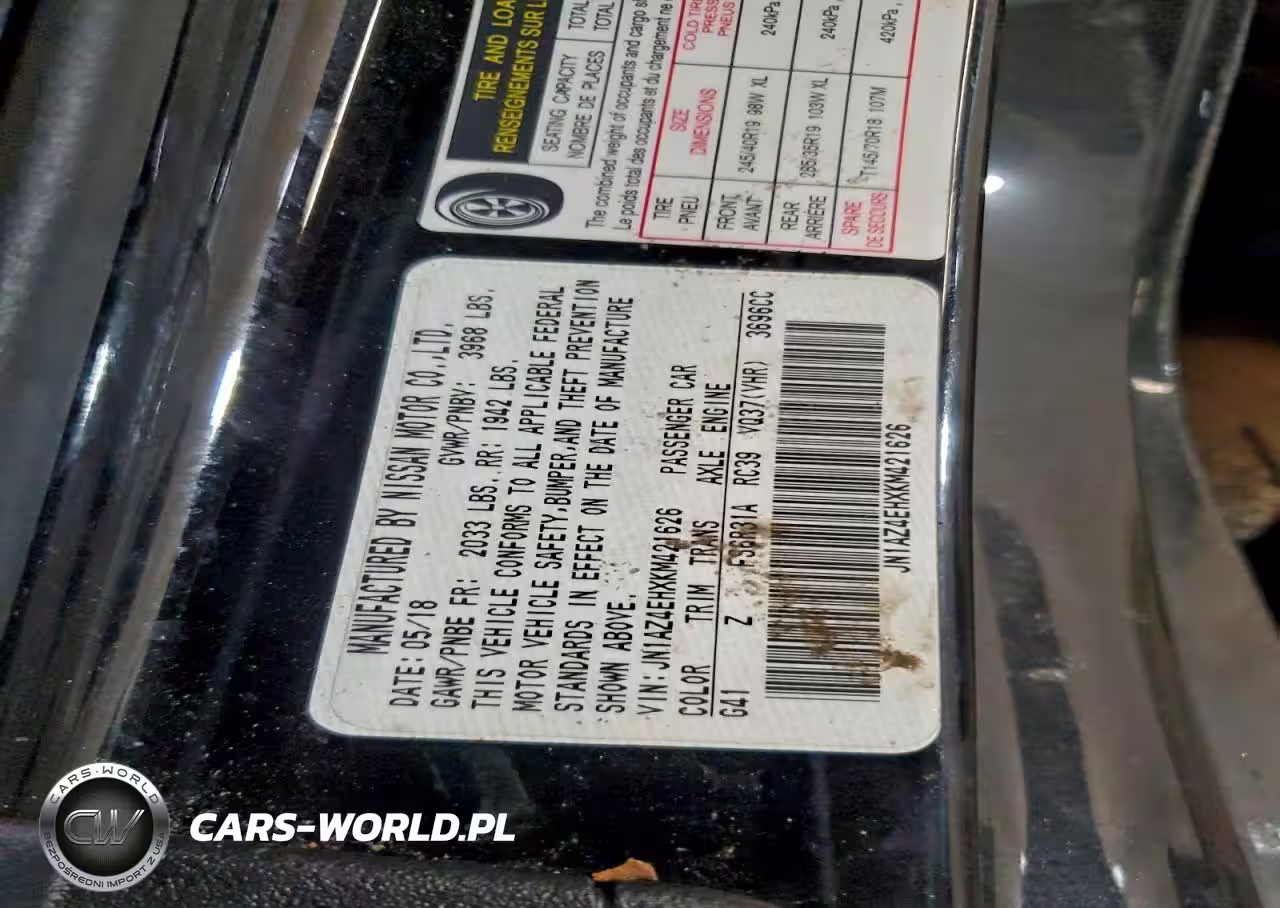 TIRE AND LOA
RENSEIGNEMENTS SUR L
SEATING CAPACITY TOTAL
NOMBRE DE PLACES TOTAL
The combined weight of occupants and cargo s
Le poids total des occupants et du chargement ne
TIRE SIZE COLD TIRE
PNEU DIMENSIONS PRESS
PNEUS
FRONT 245/40R19 98W XL 240kPa,
AVANT
REAR 285/35R19 103W XL 240kPa,
ARRIÈRE
SPARE T145/70R18 107M 420kPa,
DE SECOURS
MANUFACTURED BY NISSAN MOTOR CO.,LTD.
DATE: 05/18 GVWR/PNBV: 3968 LBS.
GAWR/PNBE FR: 2033 LBS. RR: 1942 LBS.
THIS VEHICLE CONFORMS TO ALL APPLICABLE FEDERAL
MOTOR VEHICLE SAFETY,BUMPER,AND THEFT PREVENTION
STANDARDS IN EFFECT ON THE DATE OF MANUFACTURE
SHOWN ABOVE.
VIN: JN1AZ4EHXKM421626 PASSENGER CAR
COLOR TRIM TRANS AXLE ENGINE
G41 Z FS6R31A RC39 VQ37(VHR) 3696CC
JN1AZ4EHXKM421626
CARS-WORLD
CW
BEZPOŚREDNI IMPORT Z USA
CARS-WORLD.PL